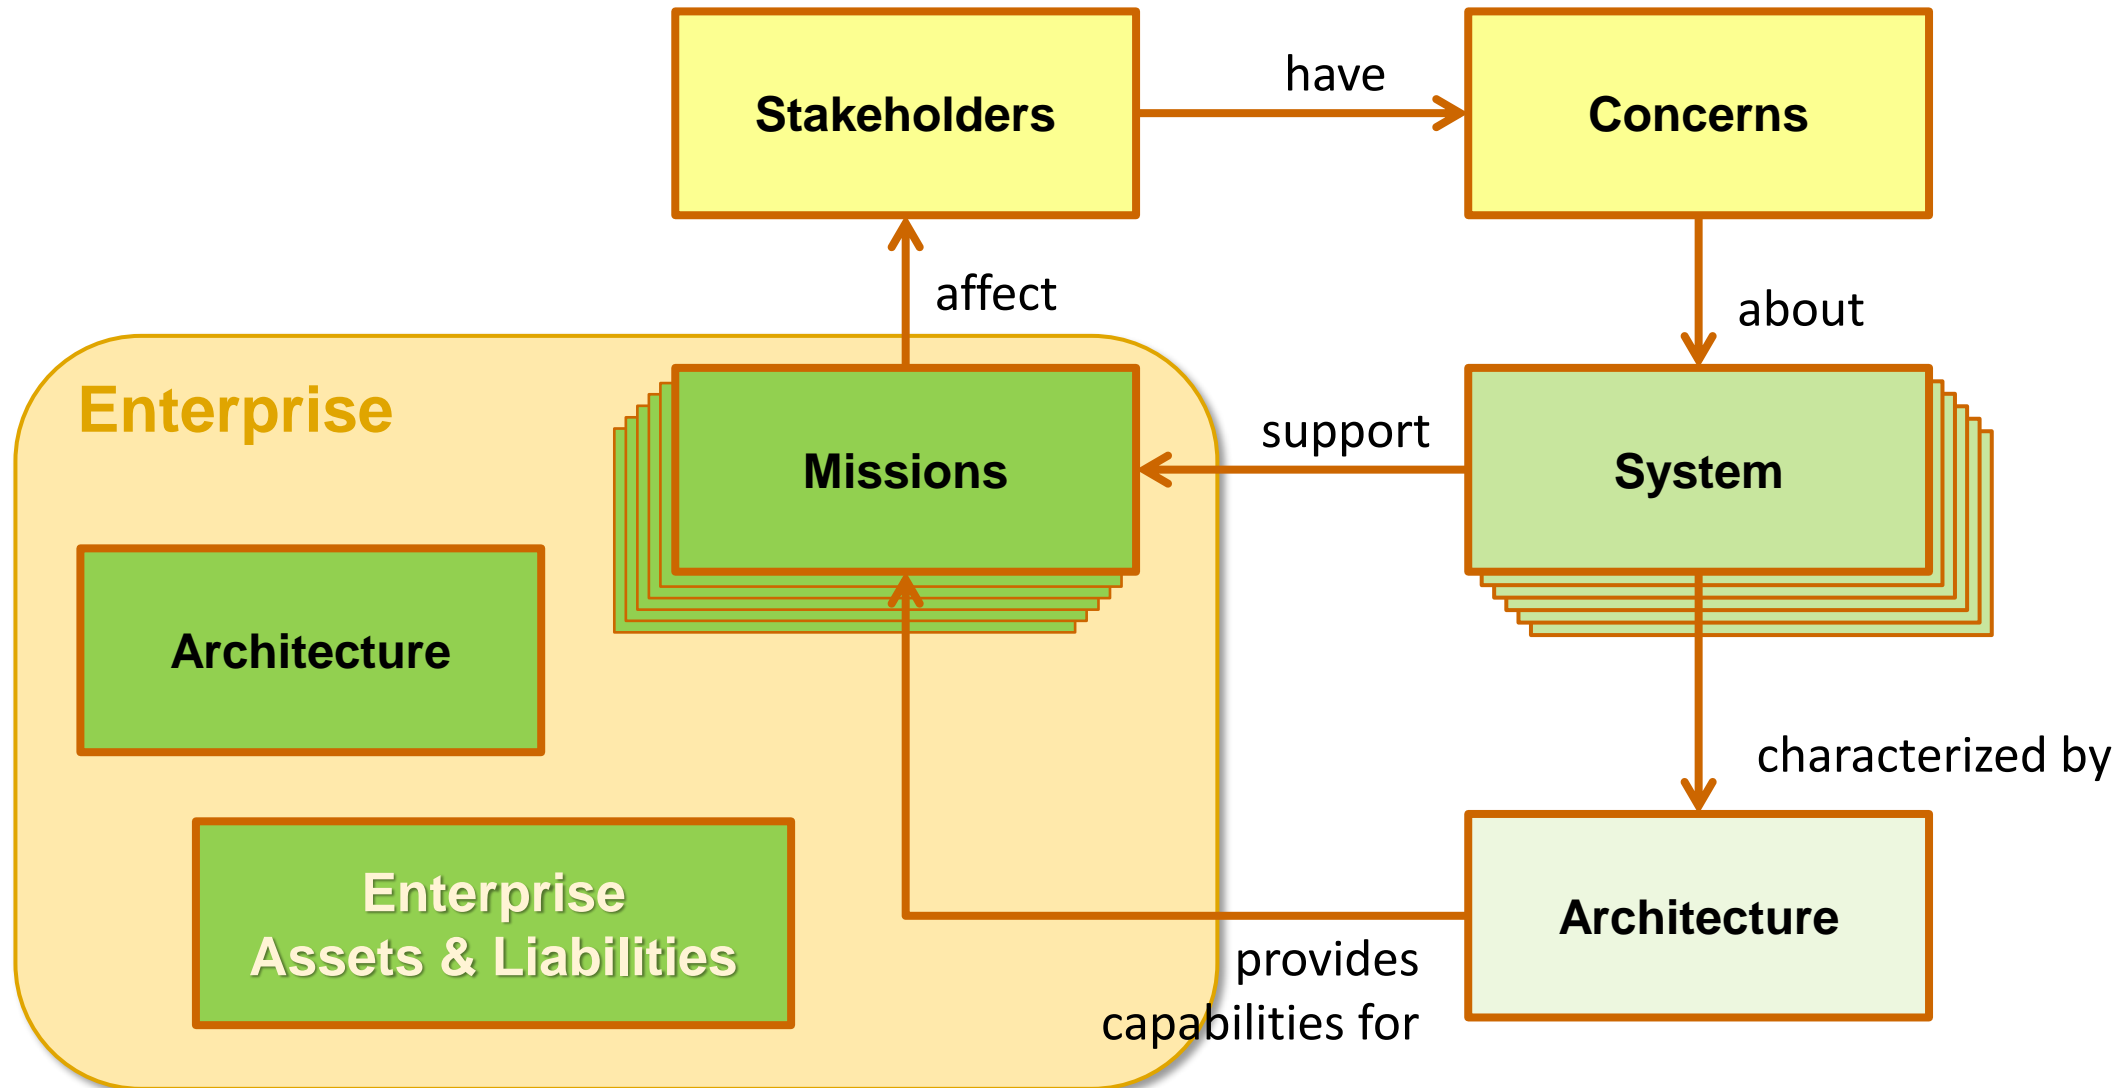 Stakeholders
have
Concerns
affect
about
Enterprise
Missions
support
System
Architecture
characterized by
Enterprise
Assets & Liabilities
provides
capabilities for
Architecture